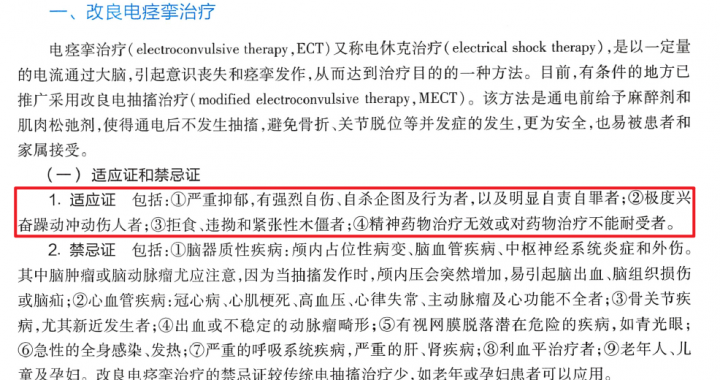 一、改良电痉挛治疗
电痉挛治疗(electroconvulsive therapy,ECT)又称电休克治疗(electrical shock therapy),是以一定量
的电流通过大脑,引起意识丧失和痉挛发作,从而达到治疗目的的一种方法。目前,有条件的地方已
推广采用改良电抽搐治疗(modified electroconvulsive therapy,MECT)。该方法是通电前给予麻醉剂和
肌肉松弛剂,使得通电后不发生抽搐,避免骨折、关节脱位等并发症的发生,更为安全,也易被患者和
家属接受。
(一)适应证和禁忌证
1. 适应证 包括:①严重抑郁,有强烈自伤、自杀企图及行为者,以及明显自责自罪者;②极度兴
奋躁动冲动伤人者;③拒食、违拗和紧张性木僵者;④精神药物治疗无效或对药物治疗不能耐受者。
2. 禁忌证 包括:①脑器质性疾病:颅内占位性病变、脑血管疾病、中枢神经系统炎症和外伤。
其中脑肿瘤或脑动脉瘤尤应注意,因为当抽搐发作时,颅内压会突然增加,易引起脑出血、脑组织损伤
或脑疝;②心血管疾病:冠心病、心肌梗死、高血压、心律失常、主动脉瘤及心功能不全者;③骨关节疾
病,尤其新近发生者;④出血或不稳定的动脉瘤畸形;⑤有视网膜脱落潜在危险的疾病,如青光眼;
⑥急性的全身感染、发热;⑦严重的呼吸系统疾病,严重的肝、肾疾病;⑧利血平治疗者;⑨老年人、儿
童及孕妇。改良电痉挛治疗的禁忌证较传统电抽搐治疗少,如老年或孕妇患者可以应用。